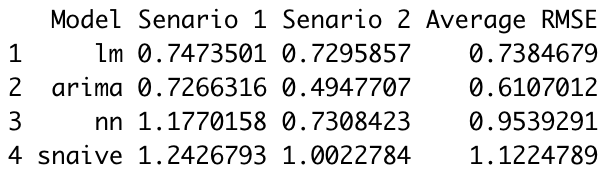 Model Senario 1 Senario 2 Average RMSE
1 lm 0.7473501 0.7295857 0.7384679
2 arima 0.7266316 0.4947707 0.6107012
3 nn 1.1770158 0.7308423 0.9539291
4 snaive 1.2426793 1.0022784 1.1224789